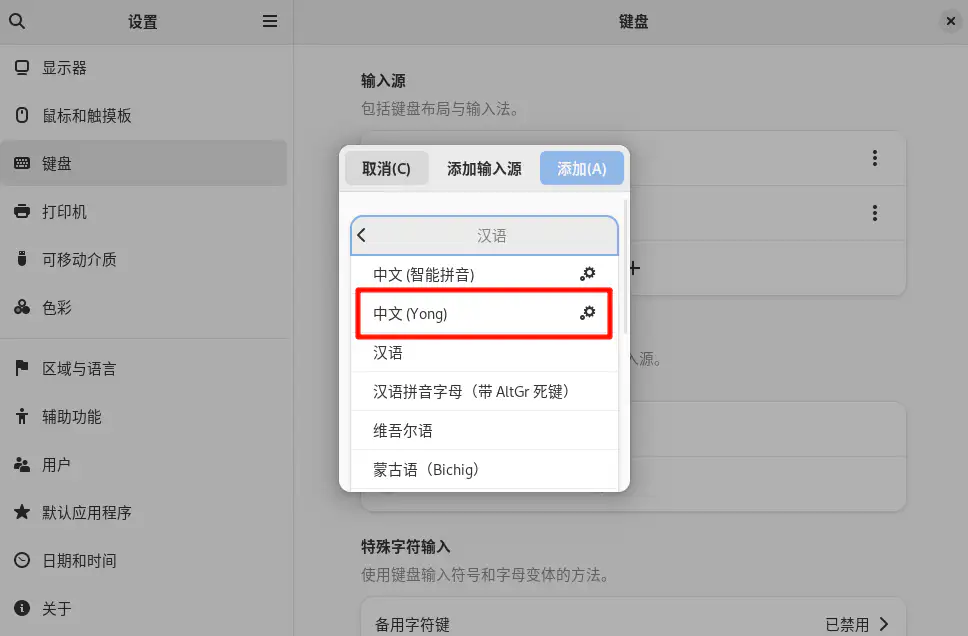 设置
键盘
显示器
鼠标和触摸板
键盘
打印机
可移动介质
色彩
区域与语言
辅助功能
用户
默认应用程序
日期和时间
关于
输入源
包括键盘布局与输入法。
取消(C)
添加输入源
添加(A)
汉语
中文 (智能拼音)
中文 (Yong)
汉语
汉语拼音字母（带 AltGr 死键）
维吾尔语
蒙古语（Bichig）
入源。
特殊字符输入
使用键盘输入符号和字母变体的方法。
备用字符键
已禁用